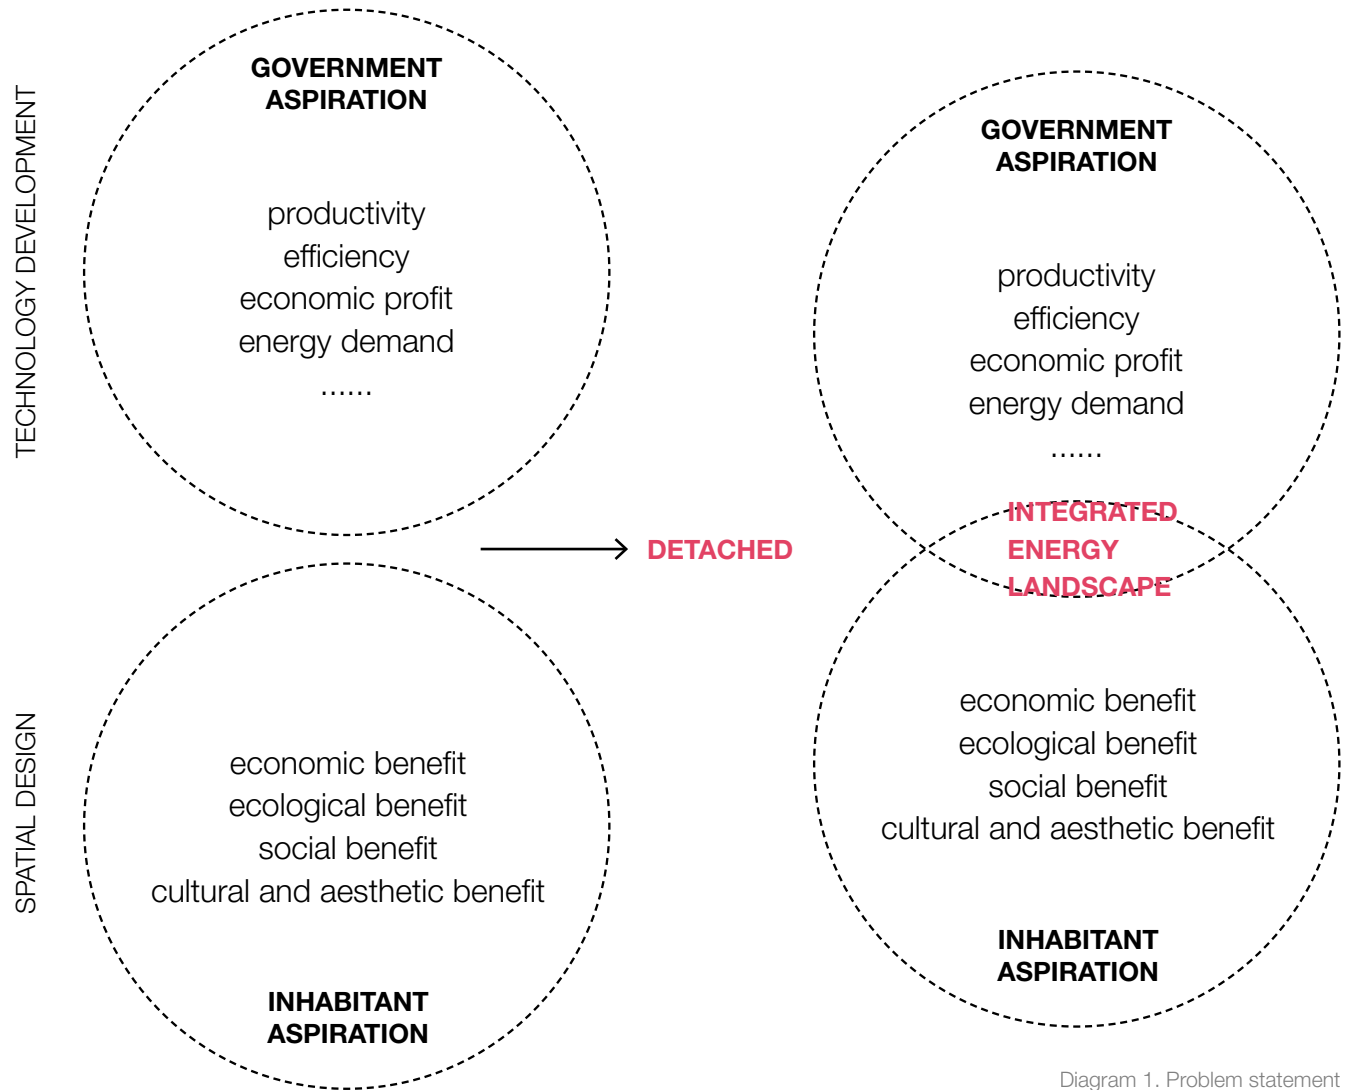 TECHNOLOGY DEVELOPMENT
GOVERNMENT
ASPIRATION
productivity
efficiency
economic profit
energy demand
......
DETACHED
SPATIAL DESIGN
economic benefit
ecological benefit
social benefit
cultural and aesthetic benefit
INHABITANT
ASPIRATION
GOVERNMENT
ASPIRATION
productivity
efficiency
economic profit
energy demand
......
INTEGRATED
ENERGY
LANDSCAPE
economic benefit
ecological benefit
social benefit
cultural and aesthetic benefit
INHABITANT
ASPIRATION
Diagram 1. Problem statement